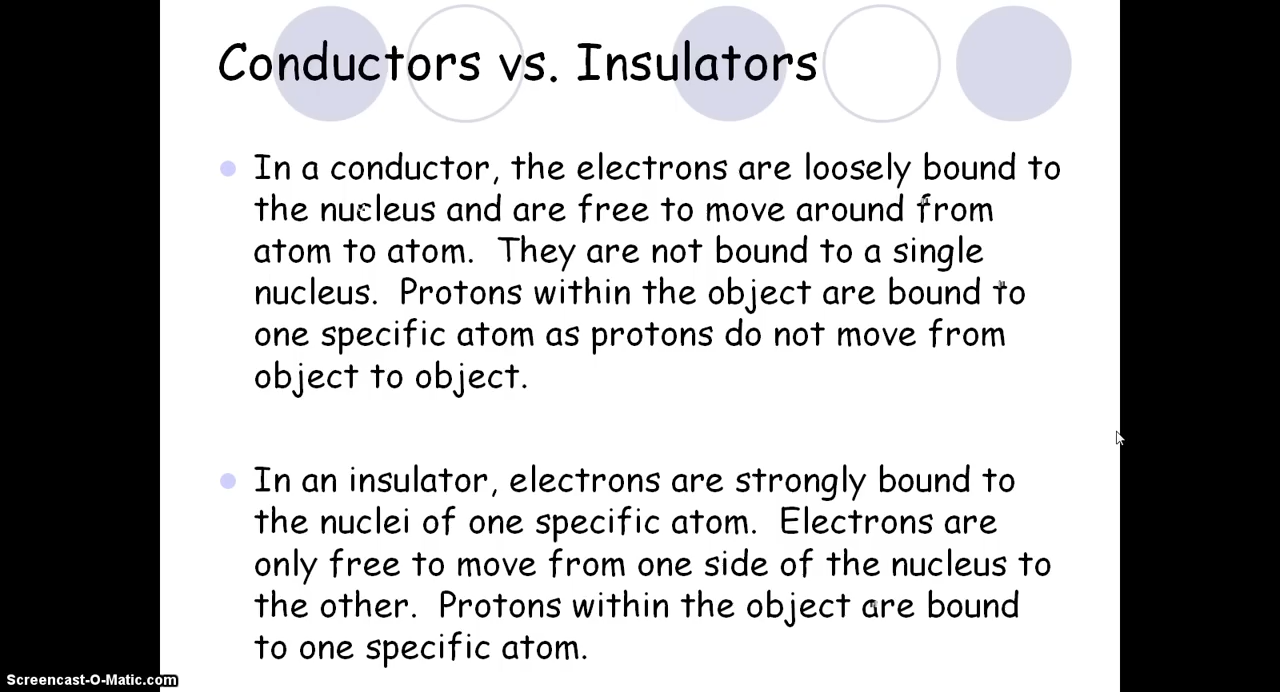 Conductors vs. Insulators
In a conductor, the electrons are loosely bound to
the nucleus and are free to move around from
atom to atom.  They are not bound to a single
nucleus.  Protons within the object are bound to
one specific atom as protons do not move from
object to object.
In an insulator, electrons are strongly bound to
the nuclei of one specific atom.  Electrons are
only free to move from one side of the nucleus to
the other.  Protons within the object are bound
to one specific atom.
Screencast-O-Matic.com